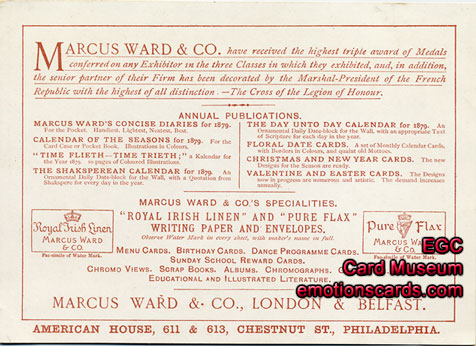 MARCUS WARD & CO. have received the highest triple award of Medals
conferred on any Exhibitor in the three Classes in which they exhibited, and, in addition,
the senior partner of their Firm has been decorated by the Marshal-President of the French
Republic with the highest of all distinction—The Cross of the Legion of Honour.
ANNUAL PUBLICATIONS.
MARCUS WARD'S CONCISE DIARIES for 1879.
For the Pocket. Handiest, Lightest, Neatest, Best.
CALENDAR OF THE SEASONS for 1879. For the
Card Case or Pocket Book. Illustrations in Colours.
"TIME FLIETH—TIME TRIETH;" a Kalendar for
the Year 1879. 10 pages of Coloured Illustrations.
THE SHAKSPEREAN CALENDAR for 1879. An
Ornamental Daily Date-block for the Wall, with a Quotation from
Shakspere for every day in the year.
THE DAY UNTO DAY CALENDAR for 1879. An
Ornamental Daily Date-block for the Wall, with an appropriate Text
of Scripture for each day in the year.
FLORAL DATE CARDS. A set of Monthly Calendar Cards,
with Borders in Colours, and quaint old Mottoes.
CHRISTMAS AND NEW YEAR CARDS. The new
Designs for the Season are ready.
VALENTINE AND EASTER CARDS. The Designs
now in progress are numerous and artistic. The demand increases
annually.
MARCUS WARD & CO.'S SPECIALITIES.
"ROYAL IRISH LINEN" AND "PURE FLAX"
WRITING PAPER AND ENVELOPES.
Observe Water Mark in every sheet, with maker's name in full.
Royal Irish Linen
MARCUS WARD
& CO.
Fac-simile of Water Mark.
Pure Flax
MARCUS WARD
& CO.
Fac-simile of Water Mark.
MENU CARDS. BIRTHDAY CARDS. DANCE PROGRAMME CARDS.
SUNDAY SCHOOL REWARD CARDS.
CHROMO VIEWS. SCRAP BOOKS. ALBUMS. CHROMOGRAPHS.
EDUCATIONAL AND ILLUSTRATED LITERATURE.
MARCUS WARD & CO., LONDON & BELFAST.
AMERICAN HOUSE, 611 & 613, CHESTNUT ST., PHILADELPHIA.
EGC
Card Museum
emotionscards.com